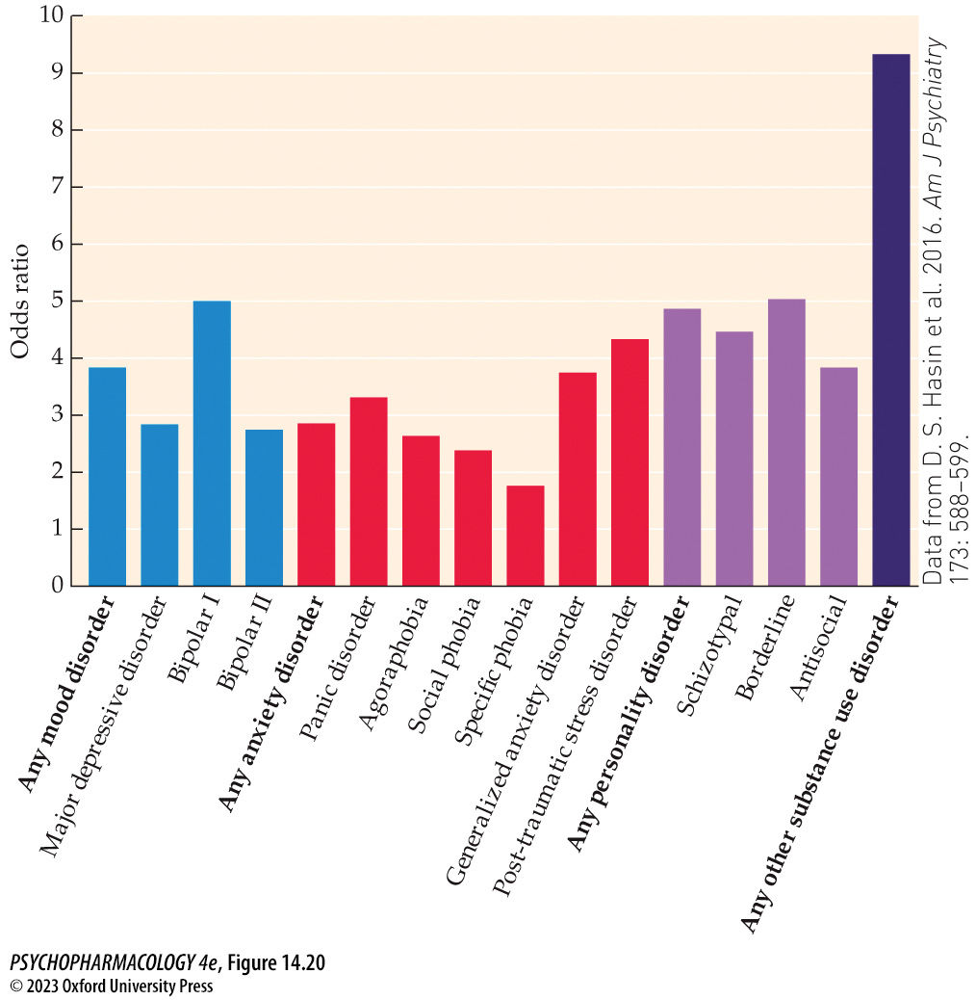 10
9
8
7
6
5
4
3
2
1
0
Odds ratio
Any mood disorder
Major depressive disorder
Bipolar I
Bipolar II
Any anxiety disorder
Panic disorder
Agoraphobia
Social phobia
Specific phobia
Generalized anxiety disorder
Post-traumatic stress disorder
Any personality disorder
Schizotypal
Borderline
Antisocial
Any other substance use disorder
Data from D. S. Hasin et al. 2016. Am J Psychiatry
173: 588–599.
PSYCHOPHARMACOLOGY 4e, Figure 14.20
© 2023 Oxford University Press